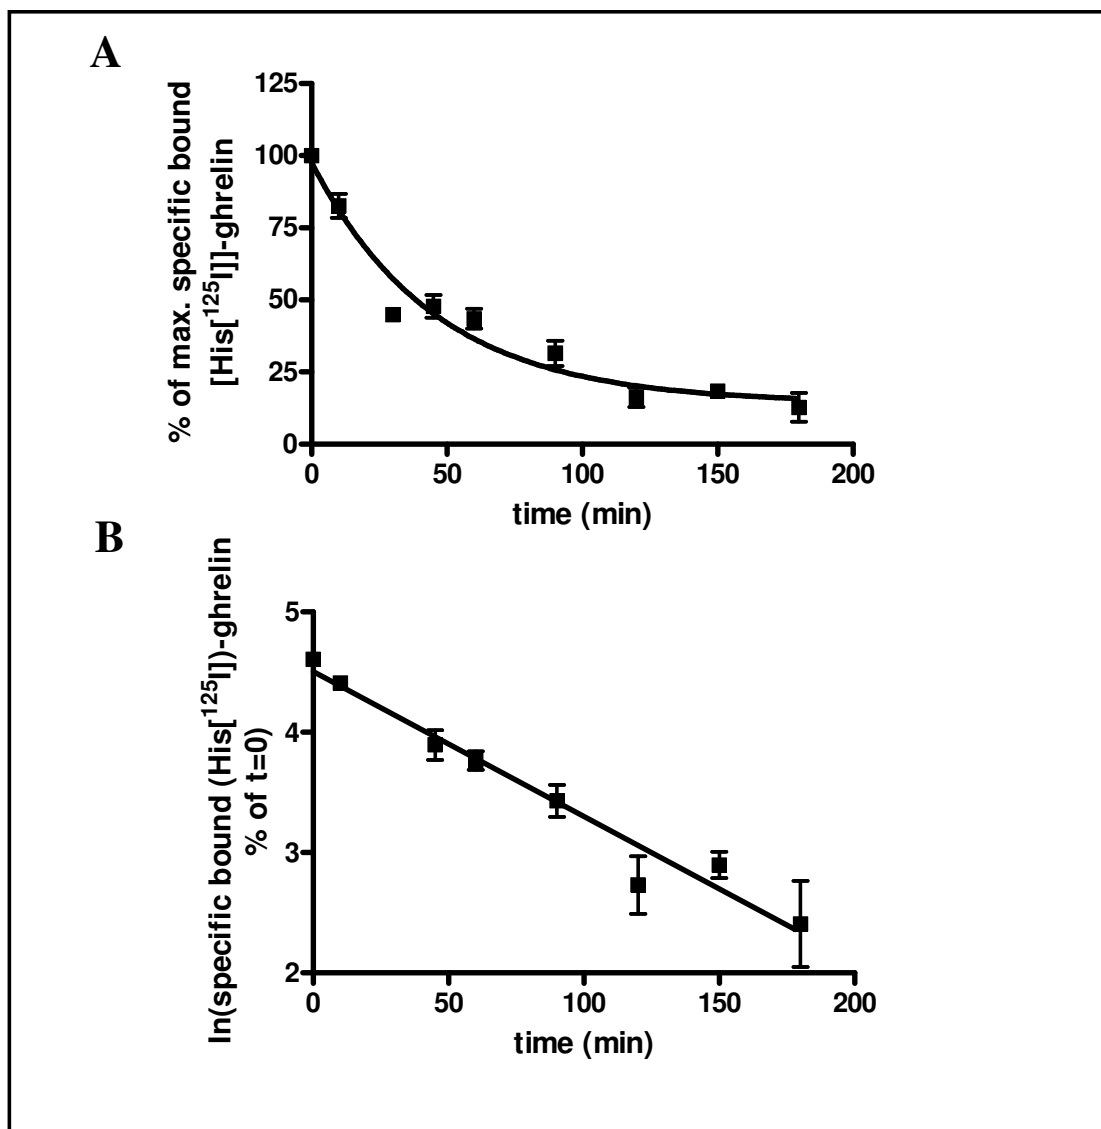 A
% of max. specific bound
[His[¹²⁵I]]-ghrelin
125
100
75
50
25
0
0 50 100 150 200
time (min)
B
ln(specific bound (His[¹²⁵I])-ghrelin
% of t=0)
5
4
3
2
0 50 100 150 200
time (min)